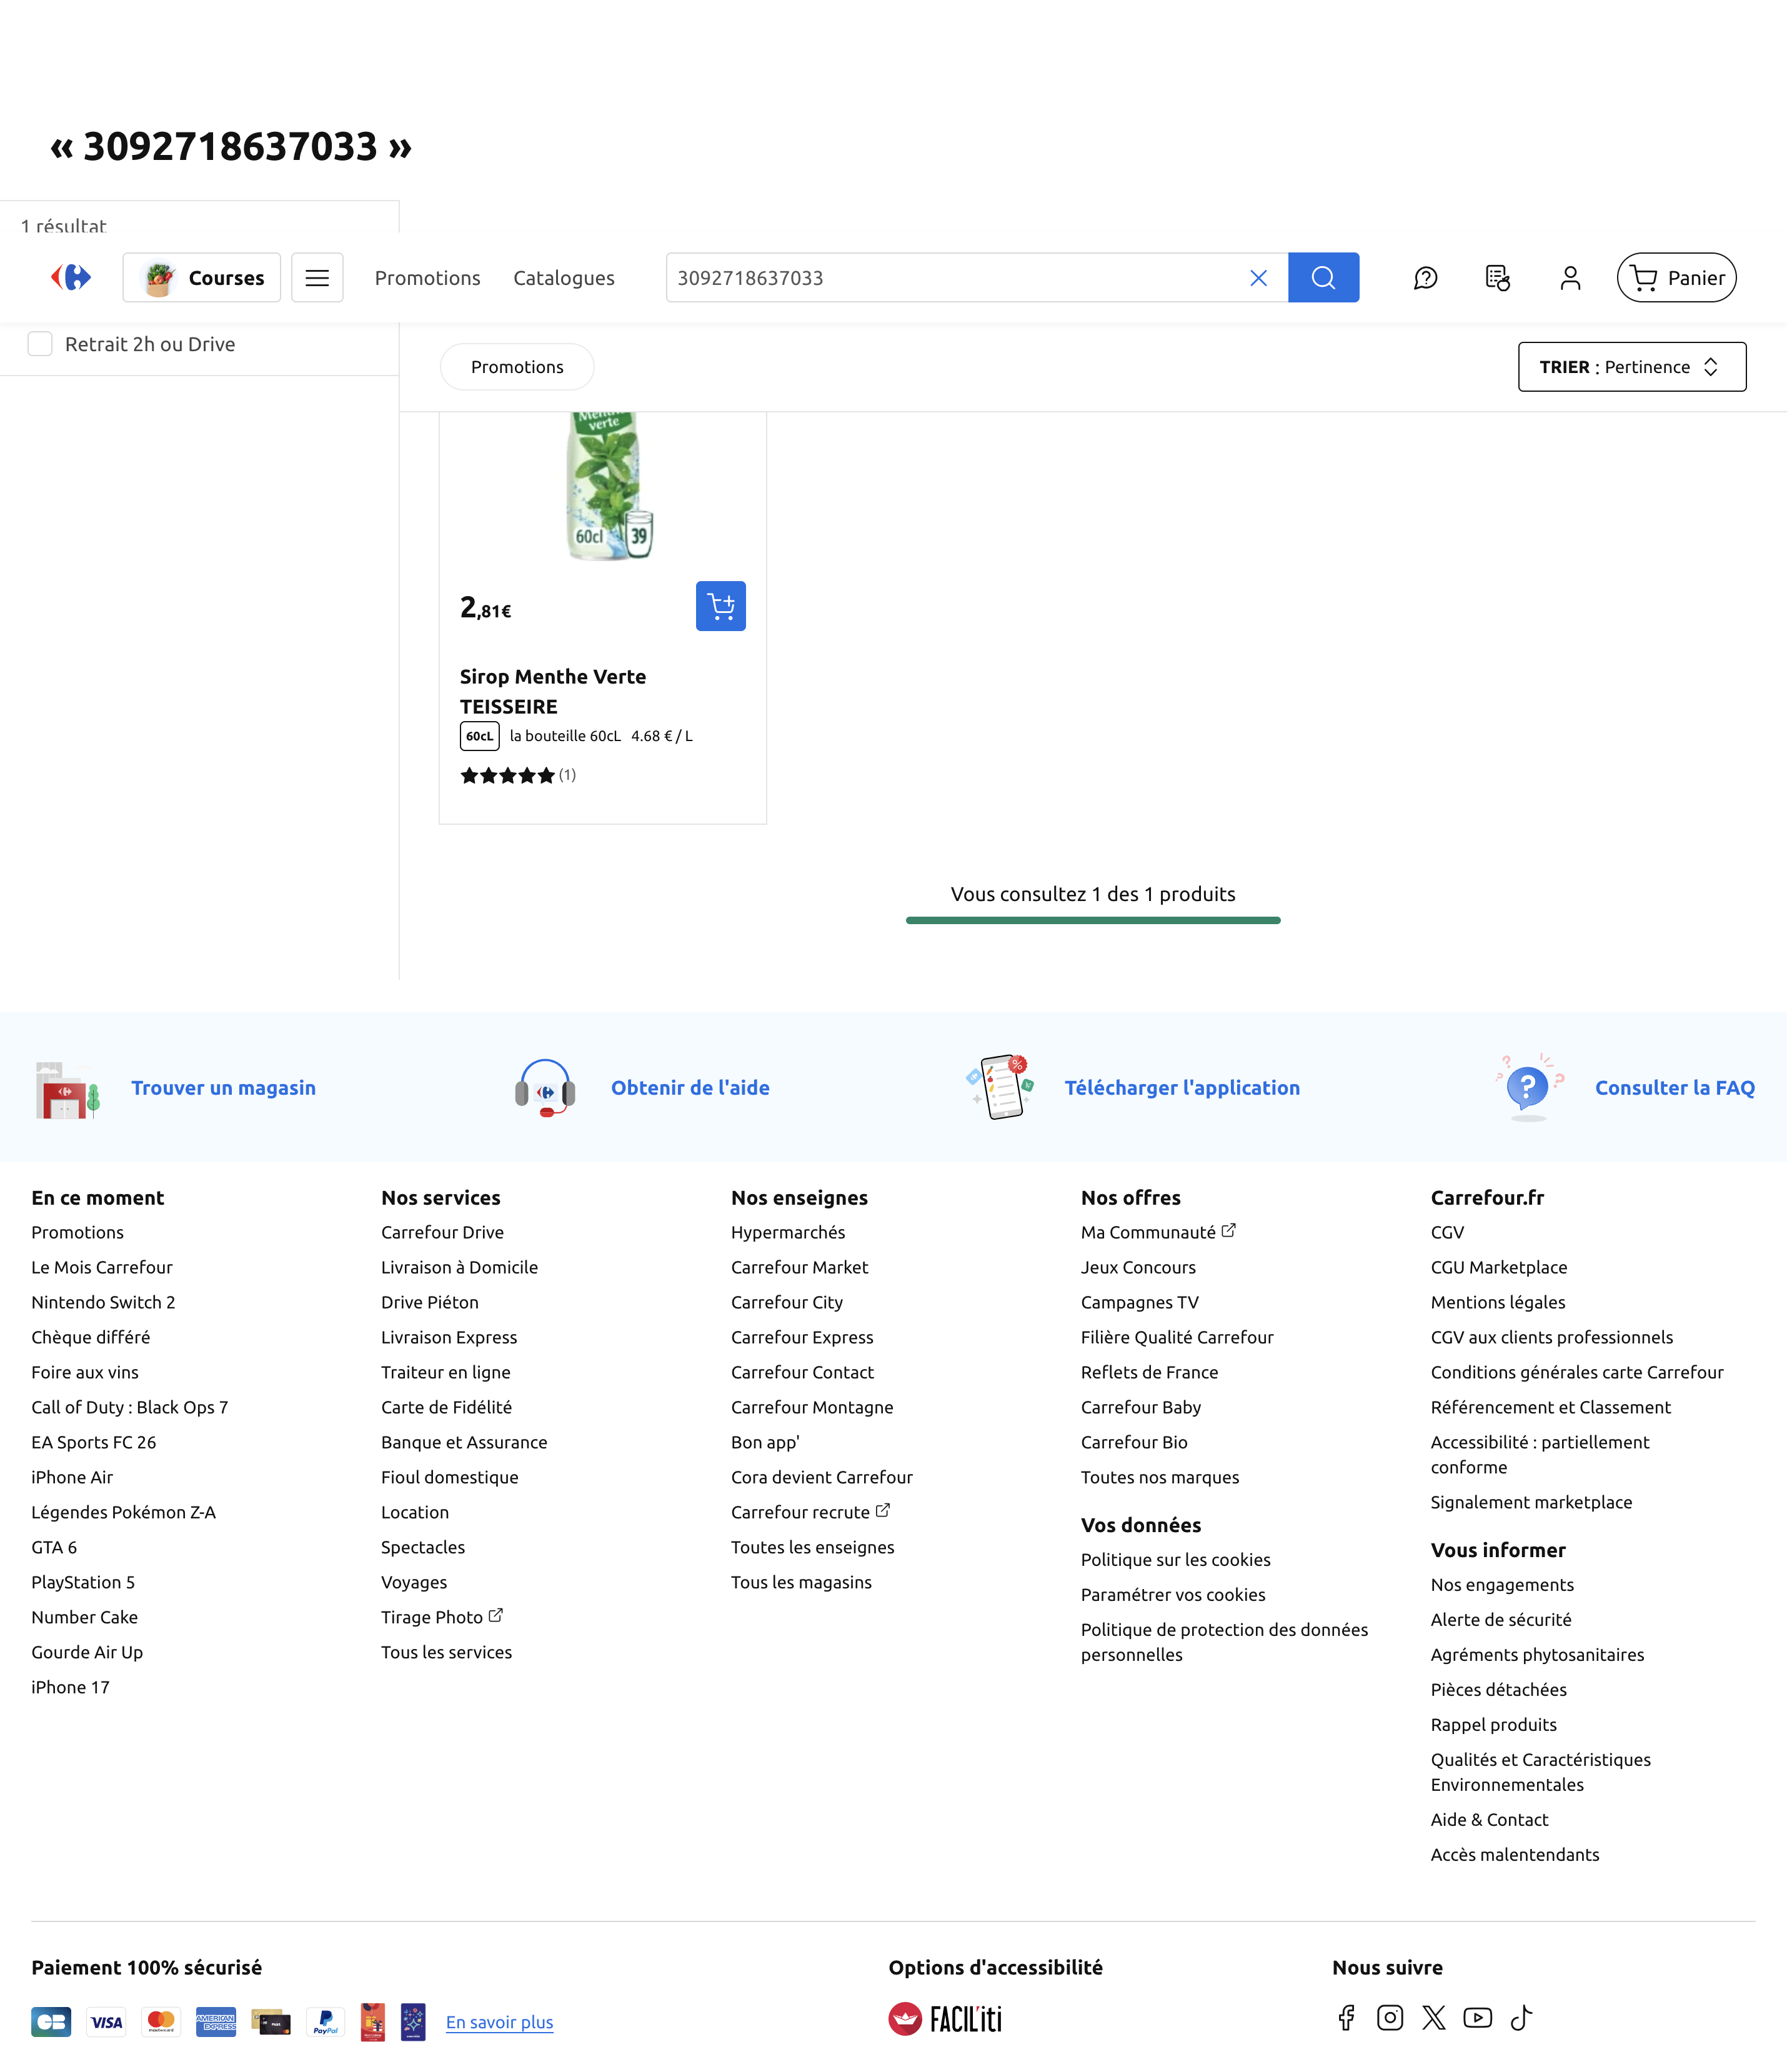 « 3092718637033 »
1 résultat
Courses
Promotions
Catalogues
3092718637033
Panier
Retrait 2h ou Drive
Promotions
TRIER : Pertinence
Menthe
verte
60cl
39
2,81€
Sirop Menthe Verte
TEISSEIRE
60cL la bouteille 60cL 4.68 € / L
(1)
Vous consultez 1 des 1 produits
Trouver un magasin
Obtenir de l'aide
Télécharger l'application
Consulter la FAQ
En ce moment
Promotions
Le Mois Carrefour
Nintendo Switch 2
Chèque différé
Foire aux vins
Call of Duty : Black Ops 7
EA Sports FC 26
iPhone Air
Légendes Pokémon Z-A
GTA 6
PlayStation 5
Number Cake
Gourde Air Up
iPhone 17
Nos services
Carrefour Drive
Livraison à Domicile
Drive Piéton
Livraison Express
Traiteur en ligne
Carte de Fidélité
Banque et Assurance
Fioul domestique
Location
Spectacles
Voyages
Tirage Photo
Tous les services
Nos enseignes
Hypermarchés
Carrefour Market
Carrefour City
Carrefour Express
Carrefour Contact
Carrefour Montagne
Bon app'
Cora devient Carrefour
Carrefour recrute
Toutes les enseignes
Tous les magasins
Nos offres
Ma Communauté
Jeux Concours
Campagnes TV
Filière Qualité Carrefour
Reflets de France
Carrefour Baby
Carrefour Bio
Toutes nos marques
Vos données
Politique sur les cookies
Paramétrer vos cookies
Politique de protection des données
personnelles
Carrefour.fr
CGV
CGU Marketplace
Mentions légales
CGV aux clients professionnels
Conditions générales carte Carrefour
Référencement et Classement
Accessibilité : partiellement
conforme
Signalement marketplace
Vous informer
Nos engagements
Alerte de sécurité
Agréments phytosanitaires
Pièces détachées
Rappel produits
Qualités et Caractéristiques
Environnementales
Aide & Contact
Accès malentendants
Paiement 100% sécurisé
CB
VISA
mastercard
AMERICAN
EXPRESS
PayPal
En savoir plus
Options d'accessibilité
FACIL'iti
Nous suivre